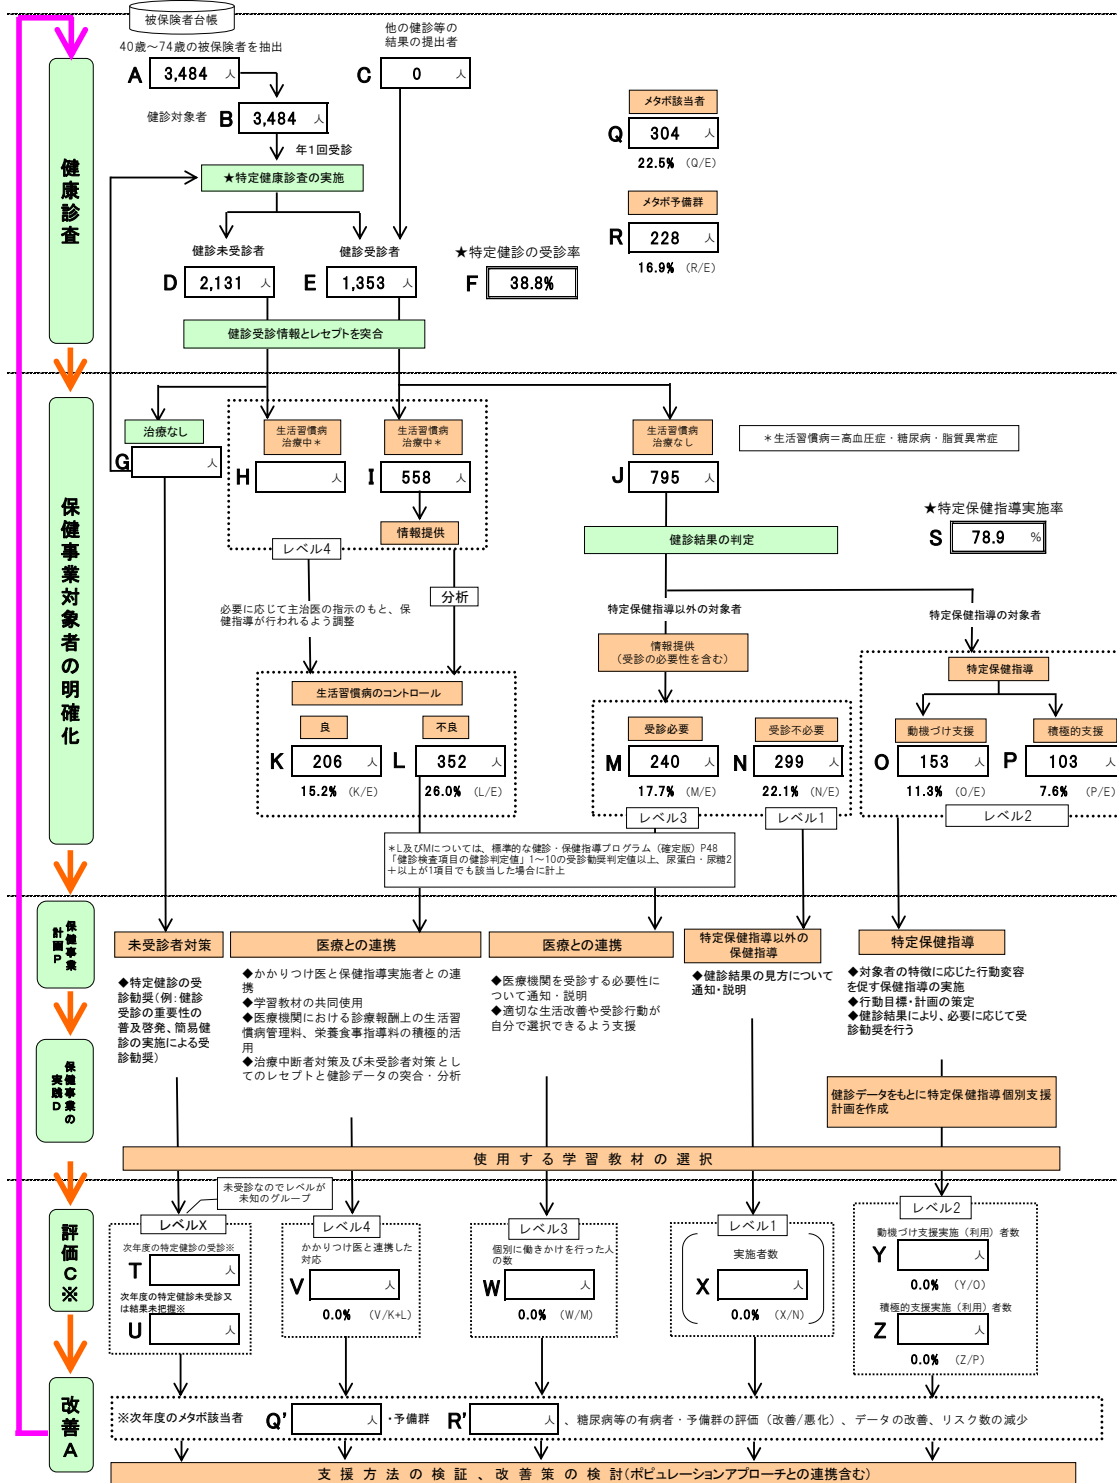 被保険者台帳
40歳～74歳の被保険者を抽出
A 3,484 人
他の健診等の
結果の提出者
C 0 人
健診対象者 B 3,484 人
年1回受診
★特定健康診査の実施
メタボ該当者
Q 304 人
22.5% (Q/E)
メタボ予備群
R 228 人
16.9% (R/E)
健康診査
健診未受診者
D 2,131 人
健診受診者
E 1,353 人
★特定健診の受診率
F 38.8%
健診受診情報とレセプトを突合
保健事業対象者の明確化
治療なし
G 人
生活習慣病
治療中＊
H 人
生活習慣病
治療中＊
I 558 人
情報提供
レベル4
生活習慣病
治療なし
J 795 人
＊生活習慣病＝高血圧症・糖尿病・脂質異常症
★特定保健指導実施率
S 78.9 %
健診結果の判定
必要に応じて主治医の指示のもと、保
健指導が行われるよう調整
分析
特定保健指導以外の対象者
特定保健指導の対象者
情報提供
(受診の必要性を含む)
特定保健指導
生活習慣病のコントロール
良
K 206 人
15.2% (K/E)
不良
L 352 人
26.0% (L/E)
受診必要
M 240 人
17.7% (M/E)
レベル3
受診不必要
N 299 人
22.1% (N/E)
レベル1
動機づけ支援
O 153 人
11.3% (O/E)
積極的支援
P 103 人
7.6% (P/E)
レベル2
＊L及びMについては、標準的な健診・保健指導プログラム（確定版）P48
「健診検査項目の健診判定値」1～10の受診勧奨判定値以上、尿蛋白・尿糖2
＋以上が1項目でも該当した場合に計上
保健事業
計画P
未受診者対策
◆特定健診の受
診勧奨(例：健診
受診の重要性の
普及啓発、簡易健
診の実施による受
診勧奨)
医療との連携
◆かかりつけ医と保健指導実施者との連
携
◆学習教材の共同使用
◆医療機関における診療報酬上の生活習
慣病管理料、栄養食事指導料の積極的活
用
◆治療中断者対策及び未受診者対策とし
てのレセプトと健診データの突合・分析
医療との連携
◆医療機関を受診する必要性に
ついて通知・説明
◆適切な生活改善や受診行動が
自分で選択できるよう支援
特定保健指導以外の
保健指導
◆健診結果の見方について
通知・説明
特定保健指導
◆対象者の特徴に応じた行動変容
を促す保健指導の実施
◆行動目標・計画の策定
◆健診結果により、必要に応じて受
診勧奨を行う
保健事業の
実践D
健診データをもとに特定保健指導個別支援
計画を作成
使用する学習教材の選択
評価C※
未受診なのでレベルが
未知のグループ
レベルX
次年度の特定健診の受診※
T 人
次年度の特定健診未受診又
は結果未把握※
U 人
レベル4
かかりつけ医と連携した
対応
V 人
0.0% (V/K+L)
レベル3
個別に働きかけを行った人
の数
W 人
0.0% (W/M)
レベル1
実施者数
X 人
0.0% (X/N)
レベル2
動機づけ支援実施（利用）者数
Y 人
0.0% (Y/O)
積極的支援実施（利用）者数
Z 人
0.0% (Z/P)
改善A
※次年度のメタボ該当者 Q' 人 ・予備群 R' 人 、糖尿病等の有病者・予備群の評価（改善/悪化）、データの改善、リスク数の減少
支援方法の検証、改善策の検討(ポピュレーションアプローチとの連携含む)